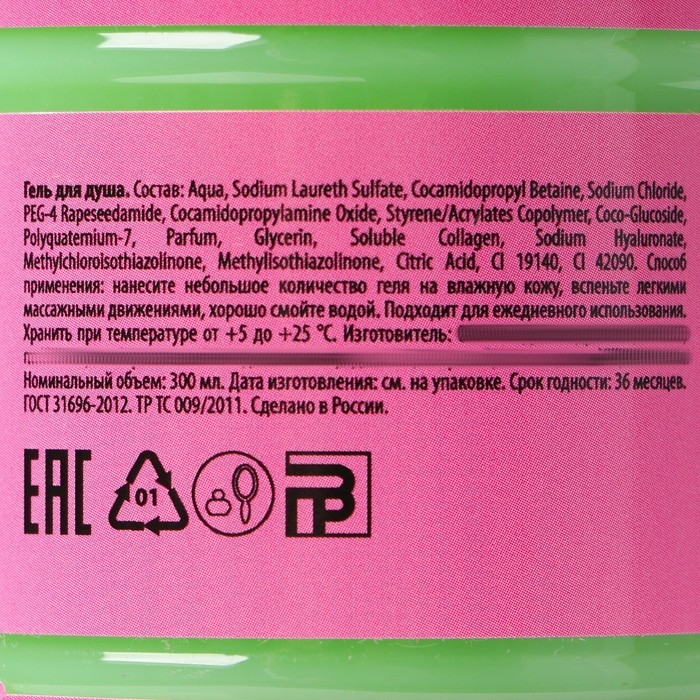 Гель для душа. Состав: Aqua, Sodium Laureth Sulfate, Cocamidopropyl Betaine, Sodium Chloride,
PEG-4 Rapeseedamide, Cocamidopropylamine Oxide, Styrene/Acrylates Copolymer, Coco-Glucoside,
Polyquaternium-7, Parfum, Glycerin, Soluble Collagen, Sodium Hyaluronate,
Methylchloroisothiazolinone, Methylisothiazolinone, Citric Acid, CI 19140, CI 42090. Способ
применения: нанесите небольшое количество геля на влажную кожу, вспеньте легкими
массажными движениями, хорошо смойте водой. Подходит для ежедневного использования.
Хранить при температуре от +5 до +25 °C. Изготовитель:
Номинальный объем: 300 мл. Дата изготовления: см. на упаковке. Срок годности: 36 месяцев.
ГОСТ 31696-2012. ТР ТС 009/2011. Сделано в России.
EAC 01